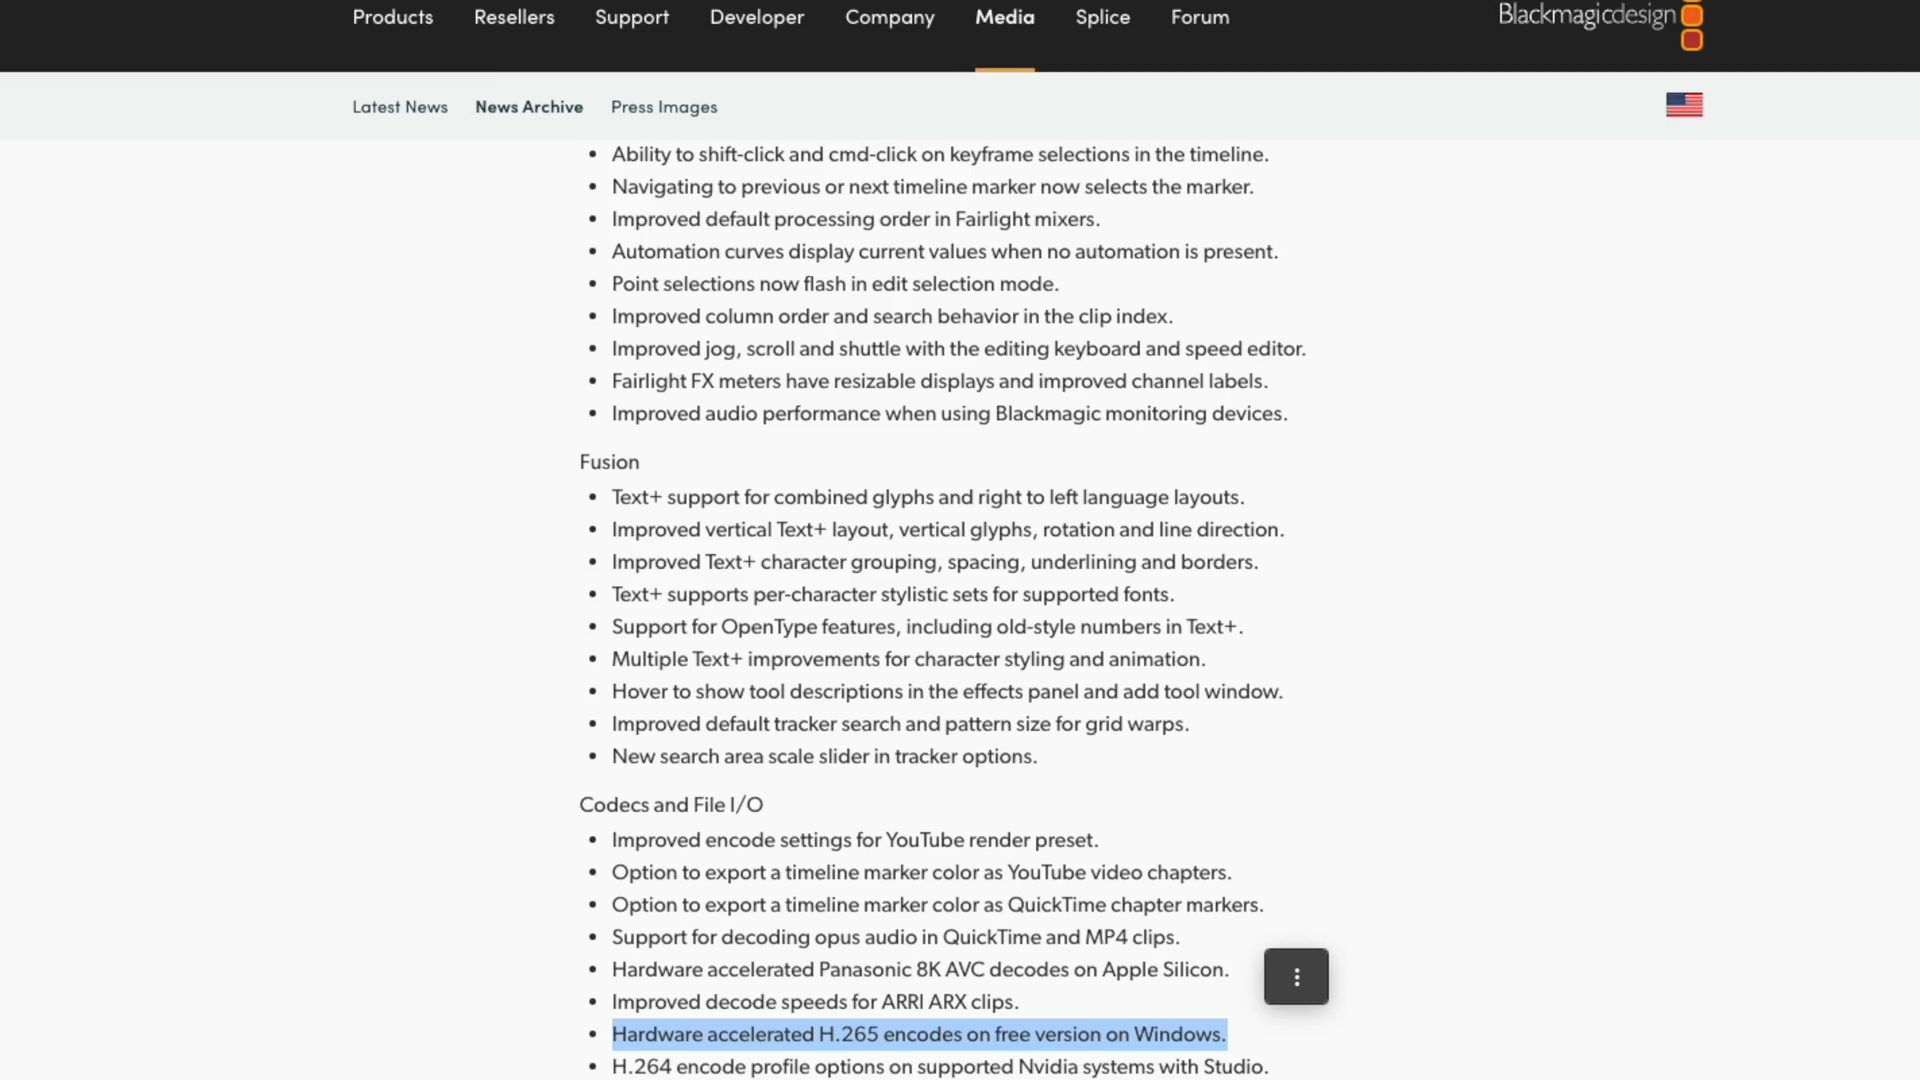 Products Resellers Support Developer Company Media Splice Forum
Blackmagicdesign
Latest News News Archive Press Images
• Ability to shift-click and cmd-click on keyframe selections in the timeline.
• Navigating to previous or next timeline marker now selects the marker.
• Improved default processing order in Fairlight mixers.
• Automation curves display current values when no automation is present.
• Point selections now flash in edit selection mode.
• Improved column order and search behavior in the clip index.
• Improved jog, scroll and shuttle with the editing keyboard and speed editor.
• Fairlight FX meters have resizable displays and improved channel labels.
• Improved audio performance when using Blackmagic monitoring devices.
Fusion
• Text+ support for combined glyphs and right to left language layouts.
• Improved vertical Text+ layout, vertical glyphs, rotation and line direction.
• Improved Text+ character grouping, spacing, underlining and borders.
• Text+ supports per-character stylistic sets for supported fonts.
• Support for OpenType features, including old-style numbers in Text+.
• Multiple Text+ improvements for character styling and animation.
• Hover to show tool descriptions in the effects panel and add tool window.
• Improved default tracker search and pattern size for grid warps.
• New search area scale slider in tracker options.
Codecs and File I/O
• Improved encode settings for YouTube render preset.
• Option to export a timeline marker color as YouTube video chapters.
• Option to export a timeline marker color as QuickTime chapter markers.
• Support for decoding opus audio in QuickTime and MP4 clips.
• Hardware accelerated Panasonic 8K AVC decodes on Apple Silicon.
• Improved decode speeds for ARRI ARX clips.
• Hardware accelerated H.265 encodes on free version on Windows.
• H.264 encode profile options on supported Nvidia systems with Studio.